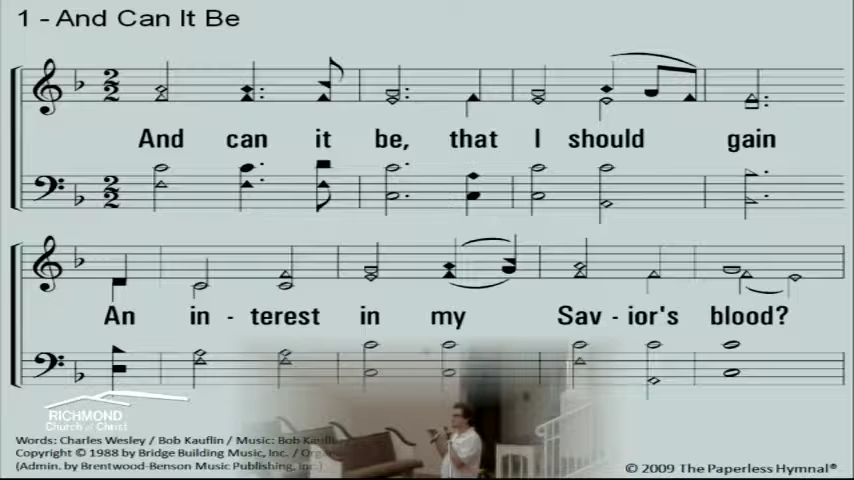 1 - And Can It Be
And can it be, that I should gain
An in - terest in my Sav - ior's blood?
RICHMOND
Church of Christ
Words: Charles Wesley / Bob Kauflin / Music: Bob
Copyright © 1988 by Bridge Building Music, Inc. /
(Admin. by Brentwood-Benson Music Publishing, Inc.)
© 2009 The Paperless Hymnal®